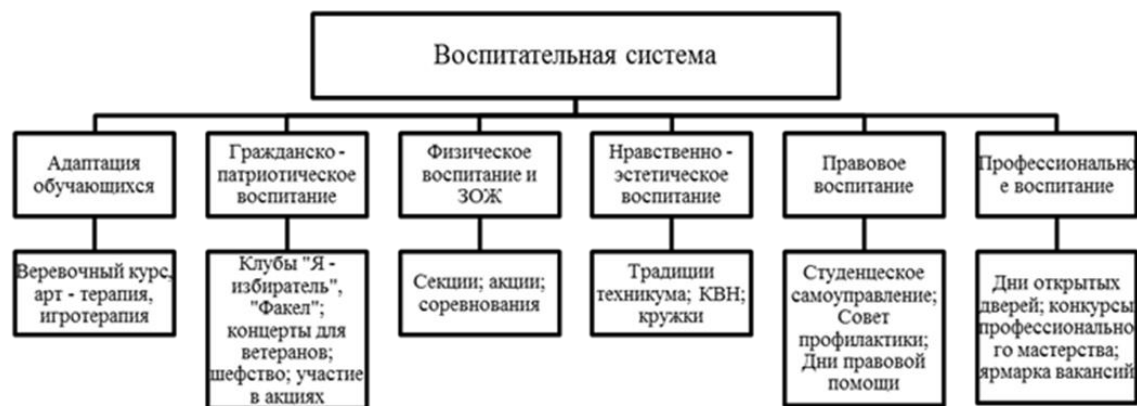 Воспитательная система
Адаптация
обучающихся
Гражданско -
патриотическое
воспитание
Физическое
воспитание и
ЗОЖ
Нравственно -
эстетическое
воспитание
Правовое
воспитание
Профессионально
е воспитание
Веревочный курс,
арт - терапия,
игротерапия
Клубы "Я -
избиратель",
"Факел";
концерты для
ветеранов;
шефство; участие
в акциях
Секции; акции;
соревнования
Традиции
техникума; КВН;
кружки
Студенцеское
самоуправление;
Совет
профилактики;
Дни правовой
помощи
Дни открытых
дверей; конкурсы
профессионально
го мастерства;
ярмарка вакансий